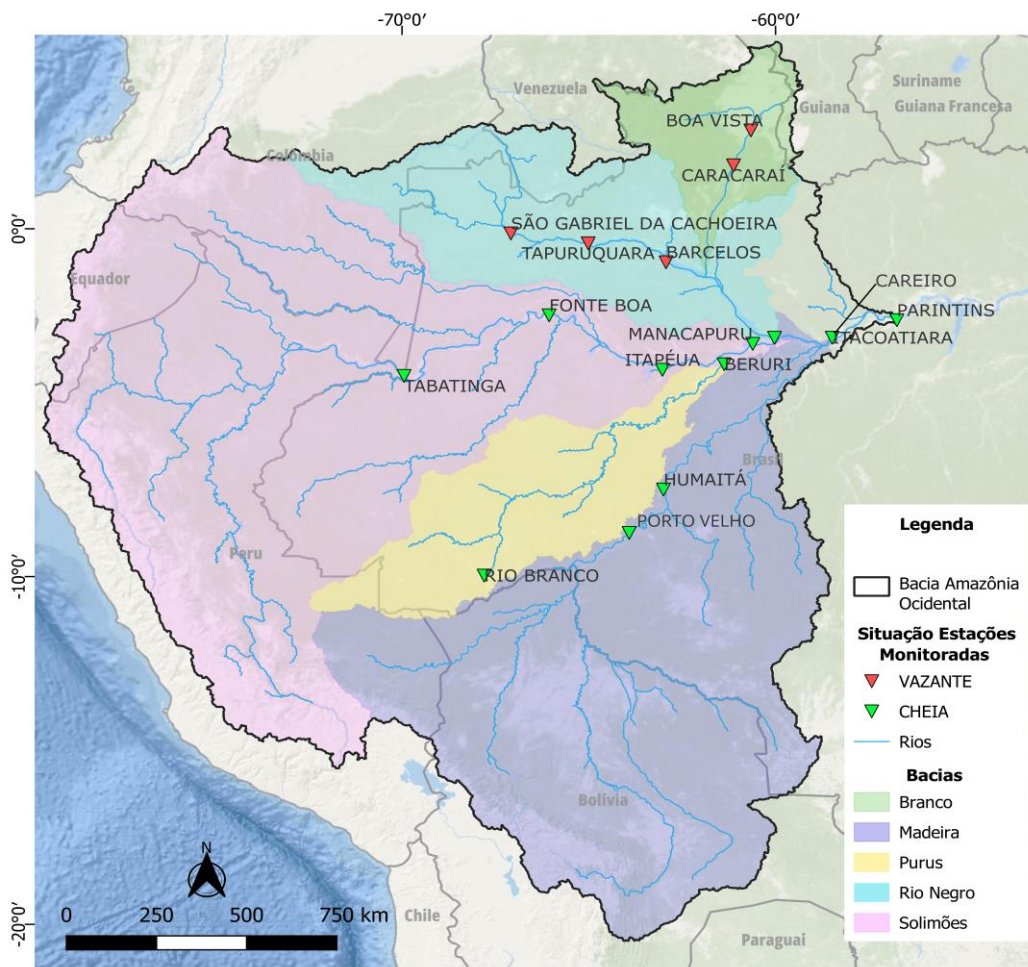 -70°0′
-60°0′
Venezuela
Suriname
Guiana
Guiana Francesa
BOA VISTA
Colombia
CARACARAÍ
0°0′
SÃO GABRIEL DA CACHOEIRA
TAPURUQUARA
BARCELOS
Equador
CAREIRO
FONTE BOA
PARINTINS
MANACAPURU
ITACOATIARA
ITAPÉUA
BERURI
TABATINGA
Brasil
HUMAITÁ
PORTO VELHO
Peru
-10°0′
RIO BRANCO
Bolívia
Chile
Paraguai
-20°0′
N
0 250 500 750 km
Legenda
Bacia Amazônia
Ocidental
Situação Estações
Monitoradas
VAZANTE
CHEIA
Rios
Bacias
Branco
Madeira
Purus
Rio Negro
Solimões